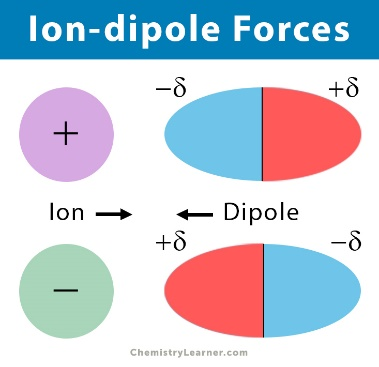 Ion-dipole Forces
−δ +δ
+
Ion → ← Dipole
+δ −δ
−
ChemistryLearner.com